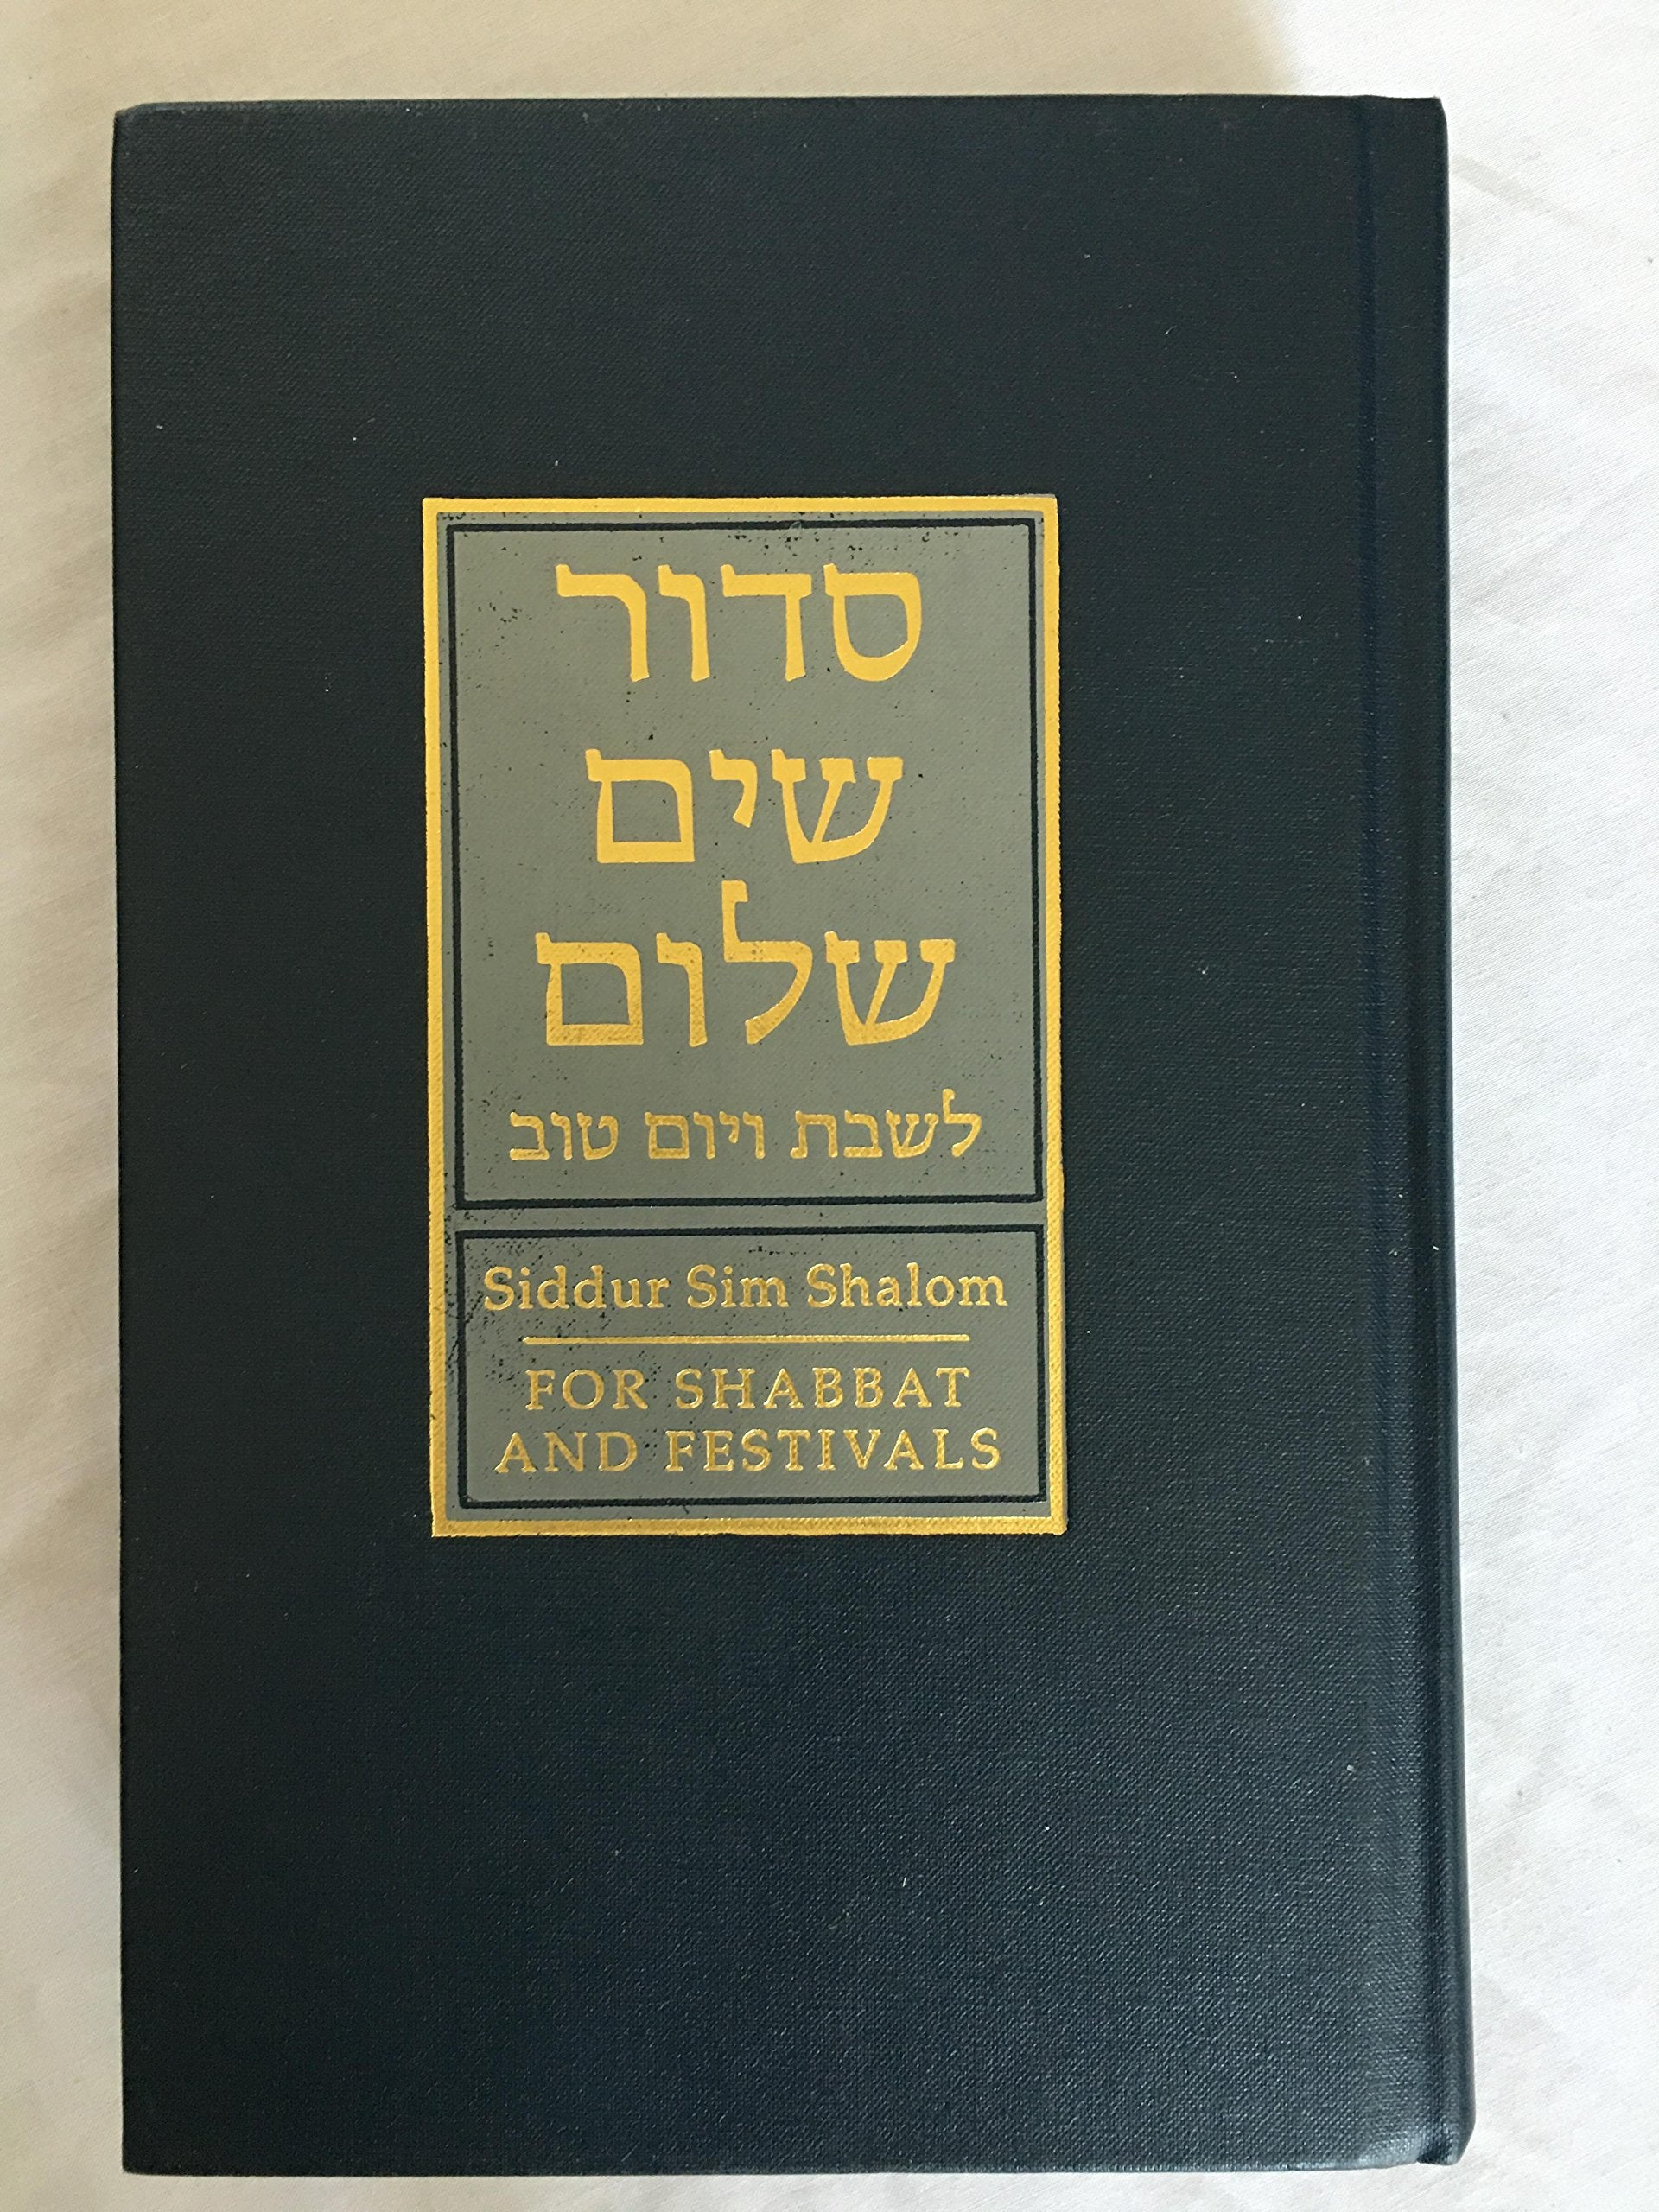 סדור
שים
שלום
לשבת ויום טוב
Siddur Sim Shalom
FOR SHABBAT
AND FESTIVALS